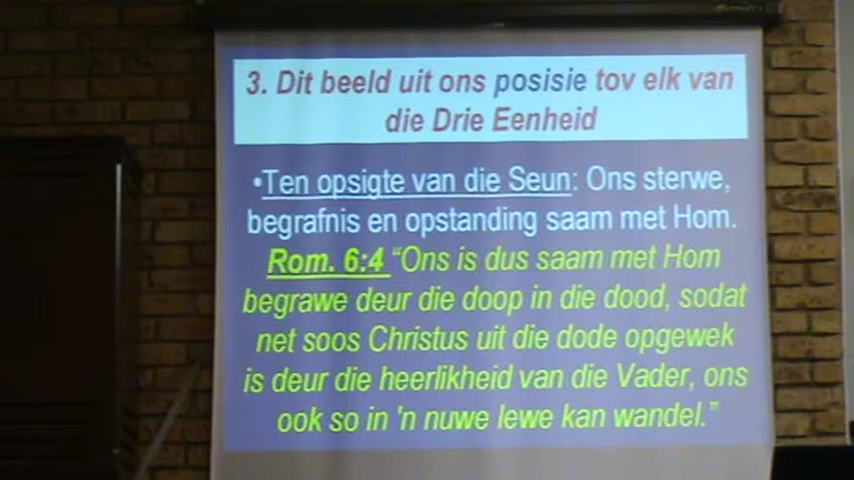 3. Dit beeld uit ons posisie tov elk van
die Drie Eenheid
•Ten opsigte van die Seun: Ons sterwe,
begrafnis en opstanding saam met Hom.
Rom. 6:4 “Ons is dus saam met Hom
begrawe deur die doop in die dood, sodat
net soos Christus uit die dode opgewek
is deur die heerlikheid van die Vader, ons
ook so in 'n nuwe lewe kan wandel.”